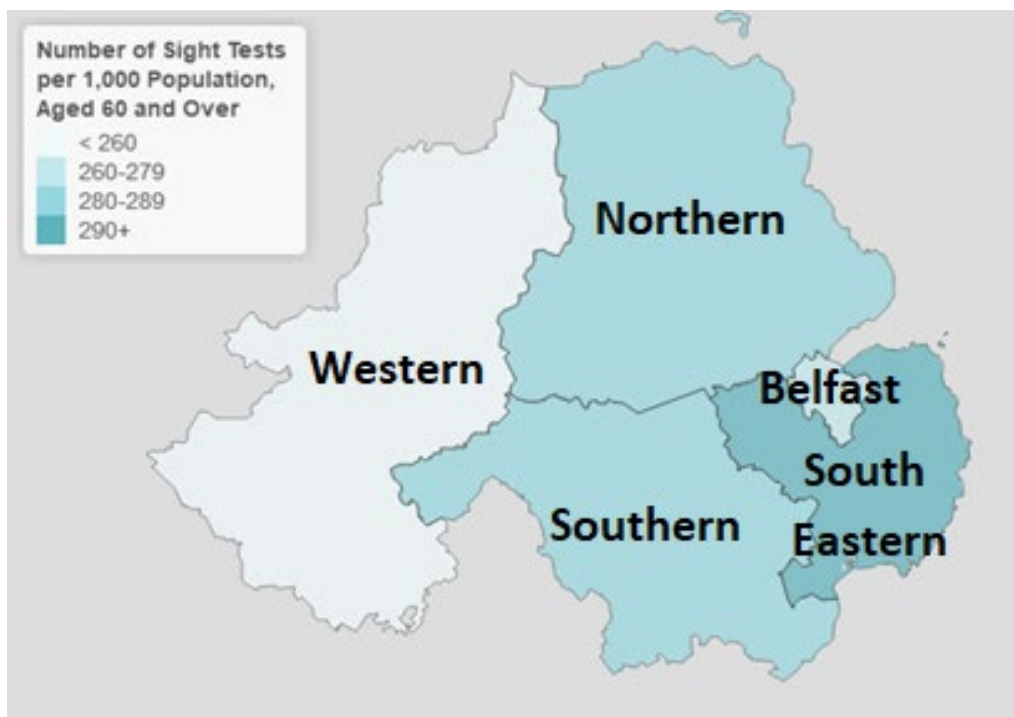 Number of Sight Tests
per 1,000 Population,
Aged 60 and Over
< 260
260-279
280-289
290+
Northern
Western
Belfast
South
Eastern
Southern